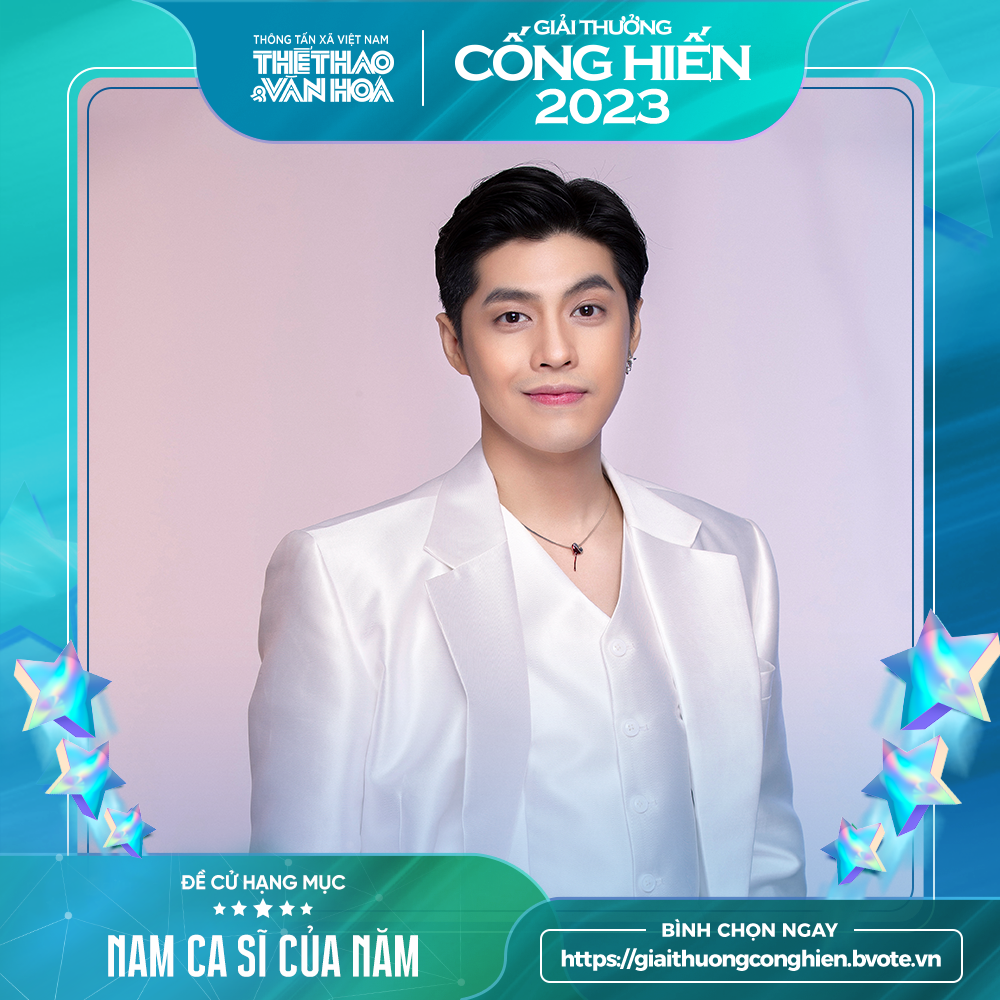 THÔNG TẤN XÃ VIỆT NAM
THỂ THAO
& VĂN HÓA
GIẢI THƯỞNG
CỐNG HIẾN
2023
ĐỀ CỬ HẠNG MỤC
NAM CA SĨ CỦA NĂM
BÌNH CHỌN NGAY
https://giaithuongconghien.bvote.vn